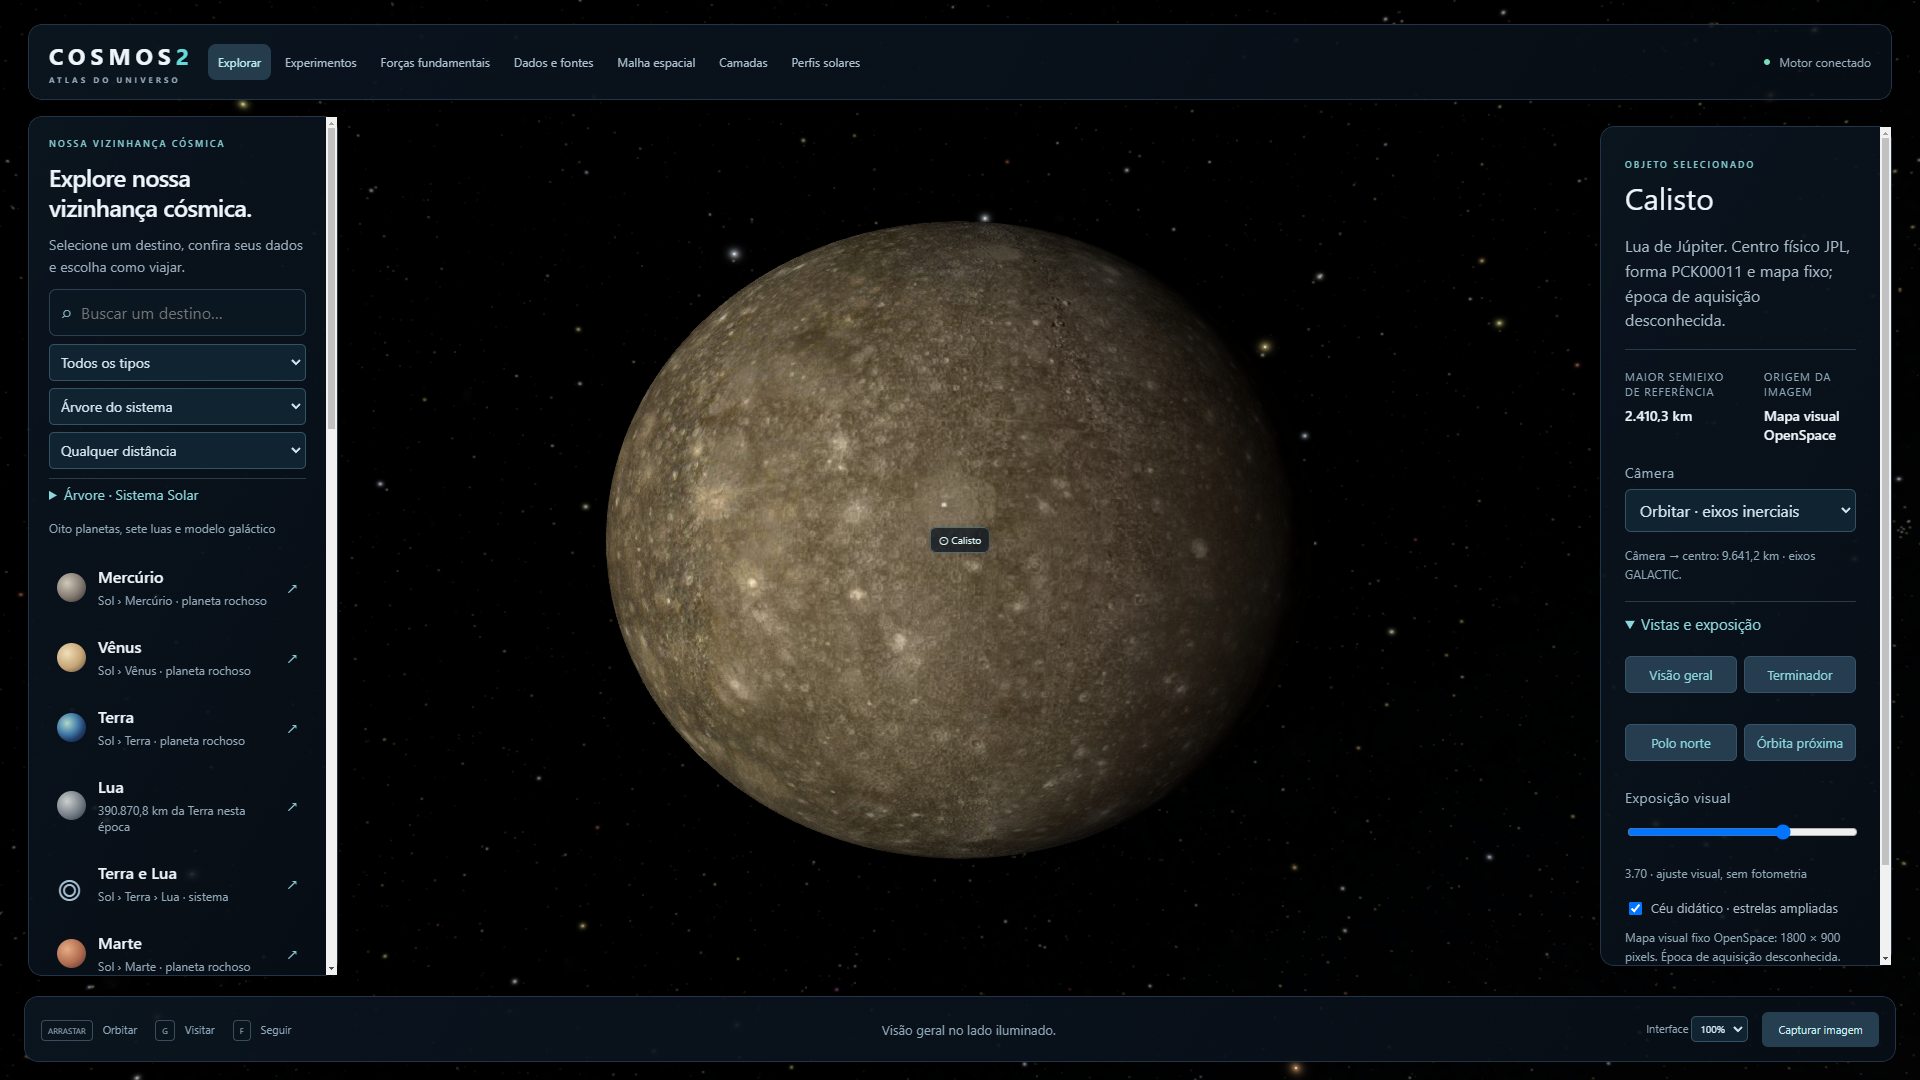 COSMOS2
ATLAS DO UNIVERSO
Explorar
Experimentos
Forças fundamentais
Dados e fontes
Malha espacial
Camadas
Perfis solares
Motor conectado
NOSSA VIZINHANÇA CÓSMICA
Explore nossa
vizinhança cósmica.
Selecione um destino, confira seus dados
e escolha como viajar.
Buscar um destino...
Todos os tipos
Árvore do sistema
Qualquer distância
Árvore · Sistema Solar
Oito planetas, sete luas e modelo galáctico
Mercúrio
Sol › Mercúrio · planeta rochoso
Vênus
Sol › Vênus · planeta rochoso
Terra
Sol › Terra · planeta rochoso
Lua
390.870,8 km da Terra nesta
época
Terra e Lua
Sol › Terra › Lua · sistema
Marte
Sol › Marte · planeta rochoso
Calisto
OBJETO SELECIONADO
Calisto
Lua de Júpiter. Centro físico JPL,
forma PCK00011 e mapa fixo;
época de aquisição
desconhecida.
MAIOR SEMIEIXO
DE REFERÊNCIA
2.410,3 km
ORIGEM DA
IMAGEM
Mapa visual
OpenSpace
Câmera
Orbitar · eixos inerciais
Câmera → centro: 9.641,2 km · eixos
GALACTIC.
Vistas e exposição
Visão geral
Terminador
Polo norte
Órbita próxima
Exposição visual
3.70 · ajuste visual, sem fotometria
Céu didático · estrelas ampliadas
Mapa visual fixo OpenSpace: 1800 × 900
pixels. Época de aquisição desconhecida.
ARRASTAR Orbitar G Visitar F Seguir
Visão geral no lado iluminado.
Interface 100%
Capturar imagem